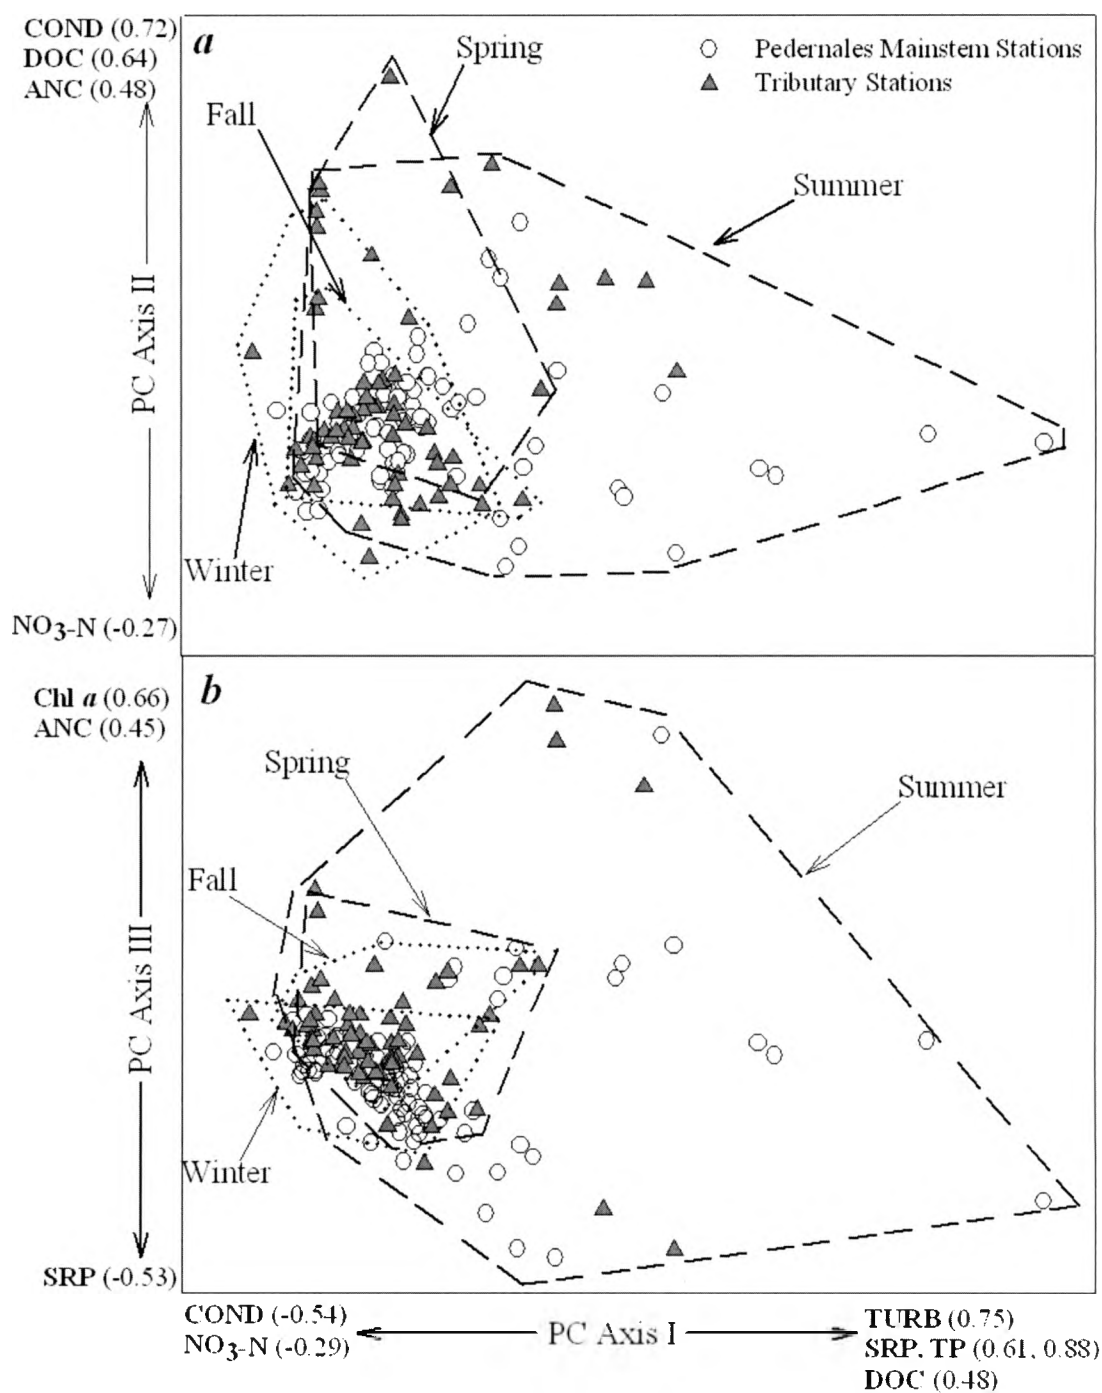 COND (0.72)
DOC (0.64)
ANC (0.48)
a
Spring
Pedernales Mainstem Stations
Tributary Stations
Fall
Summer
PC Axis II
Winter
NO3-N (-0.27)
b
Chl a (0.66)
ANC (0.45)
Spring
Summer
Fall
PC Axis III
Winter
SRP (-0.53)
COND (-0.54)
NO3-N (-0.29)
PC Axis I
TURB (0.75)
SRP, TP (0.61, 0.88)
DOC (0.48)